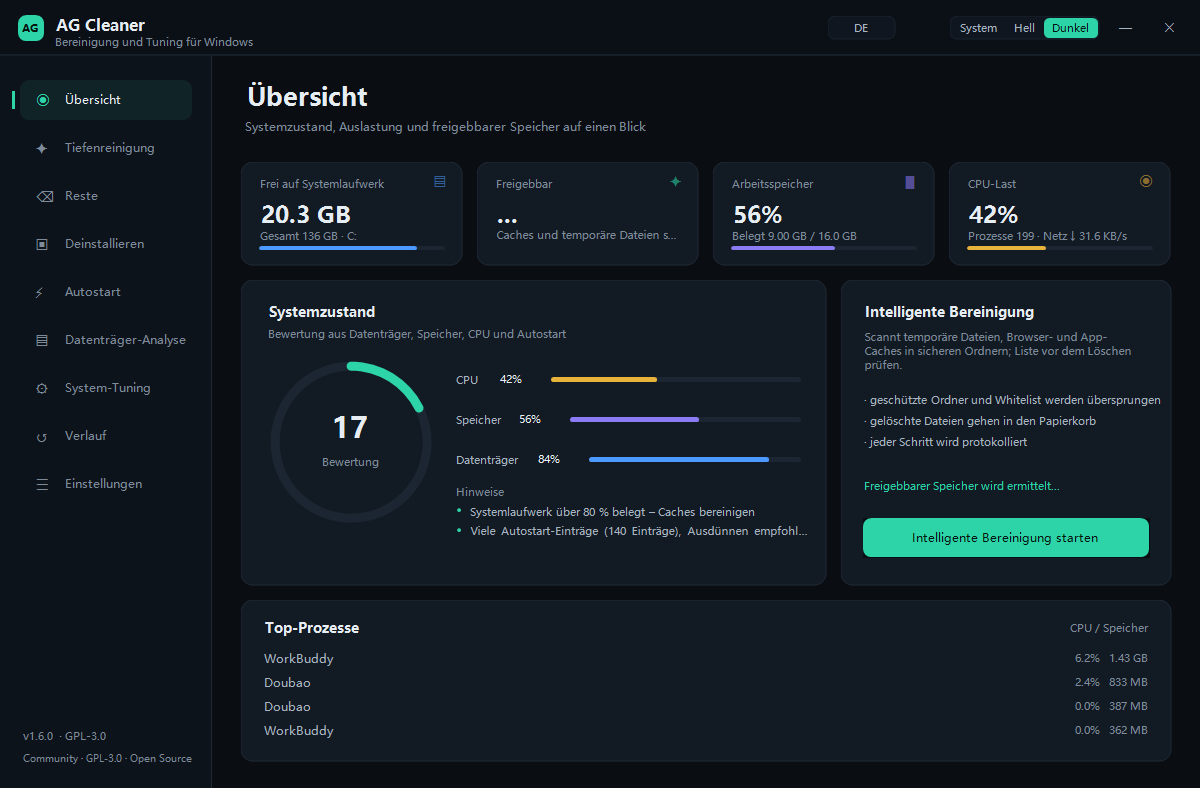 AG
AG Cleaner
Bereinigung und Tuning für Windows
DE
System Hell Dunkel
Übersicht
Tiefenreinigung
Reste
Deinstallieren
Autostart
Datenträger-Analyse
System-Tuning
Verlauf
Einstellungen
v1.6.0 · GPL-3.0
Community · GPL-3.0 · Open Source
Übersicht
Systemzustand, Auslastung und freigebbarer Speicher auf einen Blick
Frei auf Systemlaufwerk
20.3 GB
Gesamt 136 GB · C:
Freigebbar
...
Caches und temporäre Dateien s...
Arbeitsspeicher
56%
Belegt 9.00 GB / 16.0 GB
CPU-Last
42%
Prozesse 199 · Netz ↓ 31.6 KB/s
Systemzustand
Bewertung aus Datenträger, Speicher, CPU und Autostart
17
Bewertung
CPU 42%
Speicher 56%
Datenträger 84%
Hinweise
• Systemlaufwerk über 80 % belegt – Caches bereinigen
• Viele Autostart-Einträge (140 Einträge), Ausdünnen empfohl...
Intelligente Bereinigung
Scannt temporäre Dateien, Browser- und App-
Caches in sicheren Ordnern; Liste vor dem Löschen
prüfen.
· geschützte Ordner und Whitelist werden übersprungen
· gelöschte Dateien gehen in den Papierkorb
· jeder Schritt wird protokolliert
Freigebbarer Speicher wird ermittelt...
Intelligente Bereinigung starten
Top-Prozesse
CPU / Speicher
WorkBuddy 6.2% 1.43 GB
Doubao 2.4% 833 MB
Doubao 0.0% 387 MB
WorkBuddy 0.0% 362 MB